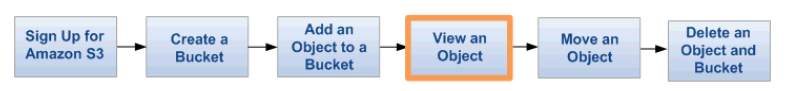 Sign Up for
Amazon S3
Create a
Bucket
Add an
Object to a
Bucket
View an
Object
Move an
Object
Delete an
Object and
Bucket